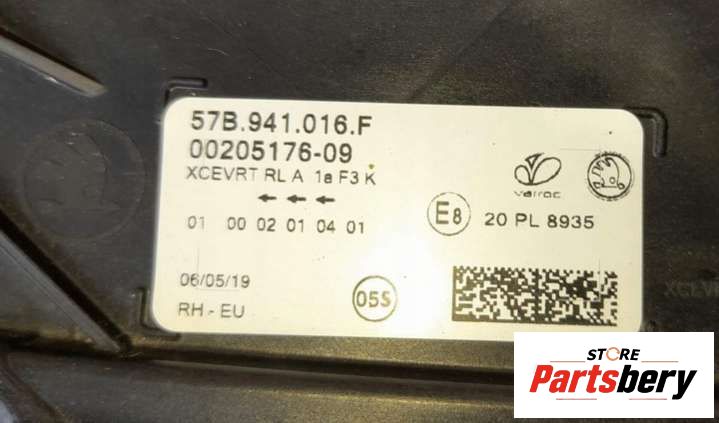 57B.941.016.F
00205176-09
XCEVRT RL A 1a F3 K
← ← ←
01 00 02 01 04 01
varroc
E8
20 PL 8935
06/05/19
05S
RH - EU
STORE
Partsbery